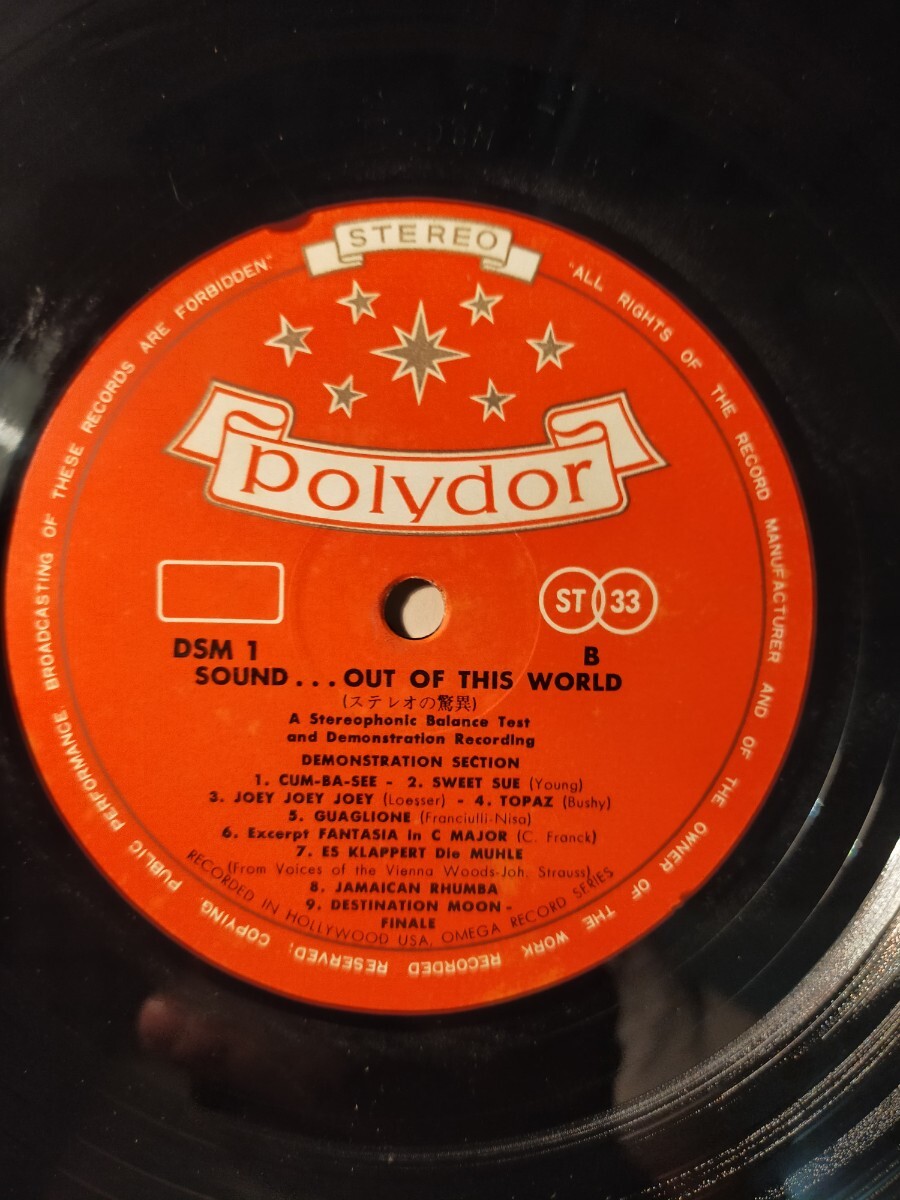 STEREO
polydor
ST 33
DSM 1
B
SOUND...OUT OF THIS WORLD
(ステレオの驚異)
A Stereophonic Balance Test
and Demonstration Recording
DEMONSTRATION SECTION
1. CUM-BA-SEE - 2. SWEET SUE (Young)
3. JOEY JOEY JOEY (Loesser) - 4. TOPAZ (Bushy)
5. GUAGLIONE (Franciulli-Nisa)
6. Excerpt FANTASIA in C MAJOR (C. Franck)
7. ES KLAPPERT Die MUHLE
(From Voices of the Vienna Woods-Joh. Strauss)
8. JAMAICAN RHUMBA
9. DESTINATION MOON -
FINALE
RECORDED IN HOLLYWOOD USA, OMEGA RECORD SERIES
"ALL RIGHTS OF THE RECORD MANUFACTURER AND OF THE OWNER OF THE WORK RECORDED RESERVED; COPYING, PUBLIC PERFORMANCE, BROADCASTING OF THESE RECORDS ARE FORBIDDEN"